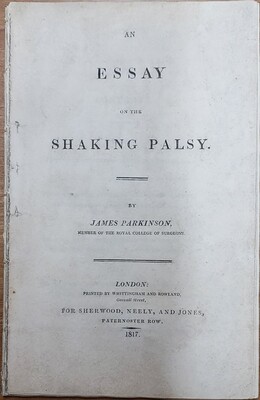 AN
ESSAY
ON THE
SHAKING PALSY.
BY
JAMES PARKINSON,
MEMBER OF THE ROYAL COLLEGE OF SURGEONS.
LONDON:
PRINTED BY WHITTINGHAM AND ROWLAND,
Goswell Street,
FOR SHERWOOD, NEELY, AND JONES,
PATERNOSTER ROW.
1817.